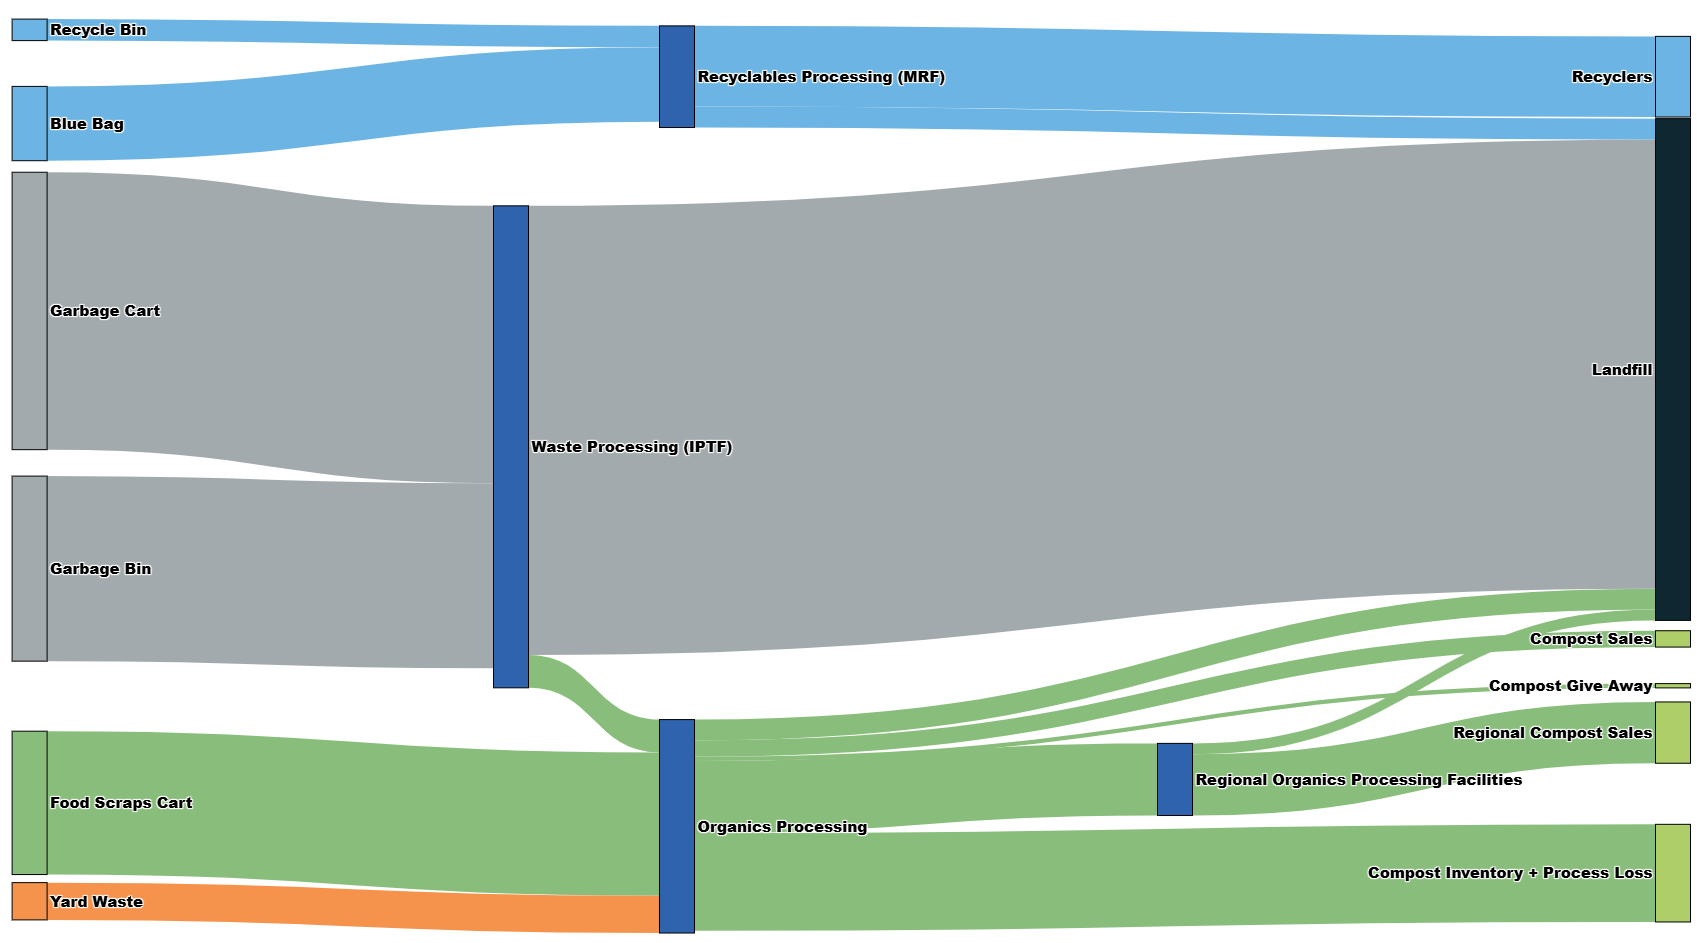 Recycle Bin
Recyclables Processing (MRF)
Recyclers
Blue Bag
Garbage Cart
Landfill
Waste Processing (IPTF)
Garbage Bin
Compost Sales
Compost Give Away
Regional Compost Sales
Regional Organics Processing Facilities
Food Scraps Cart
Organics Processing
Compost Inventory + Process Loss
Yard Waste